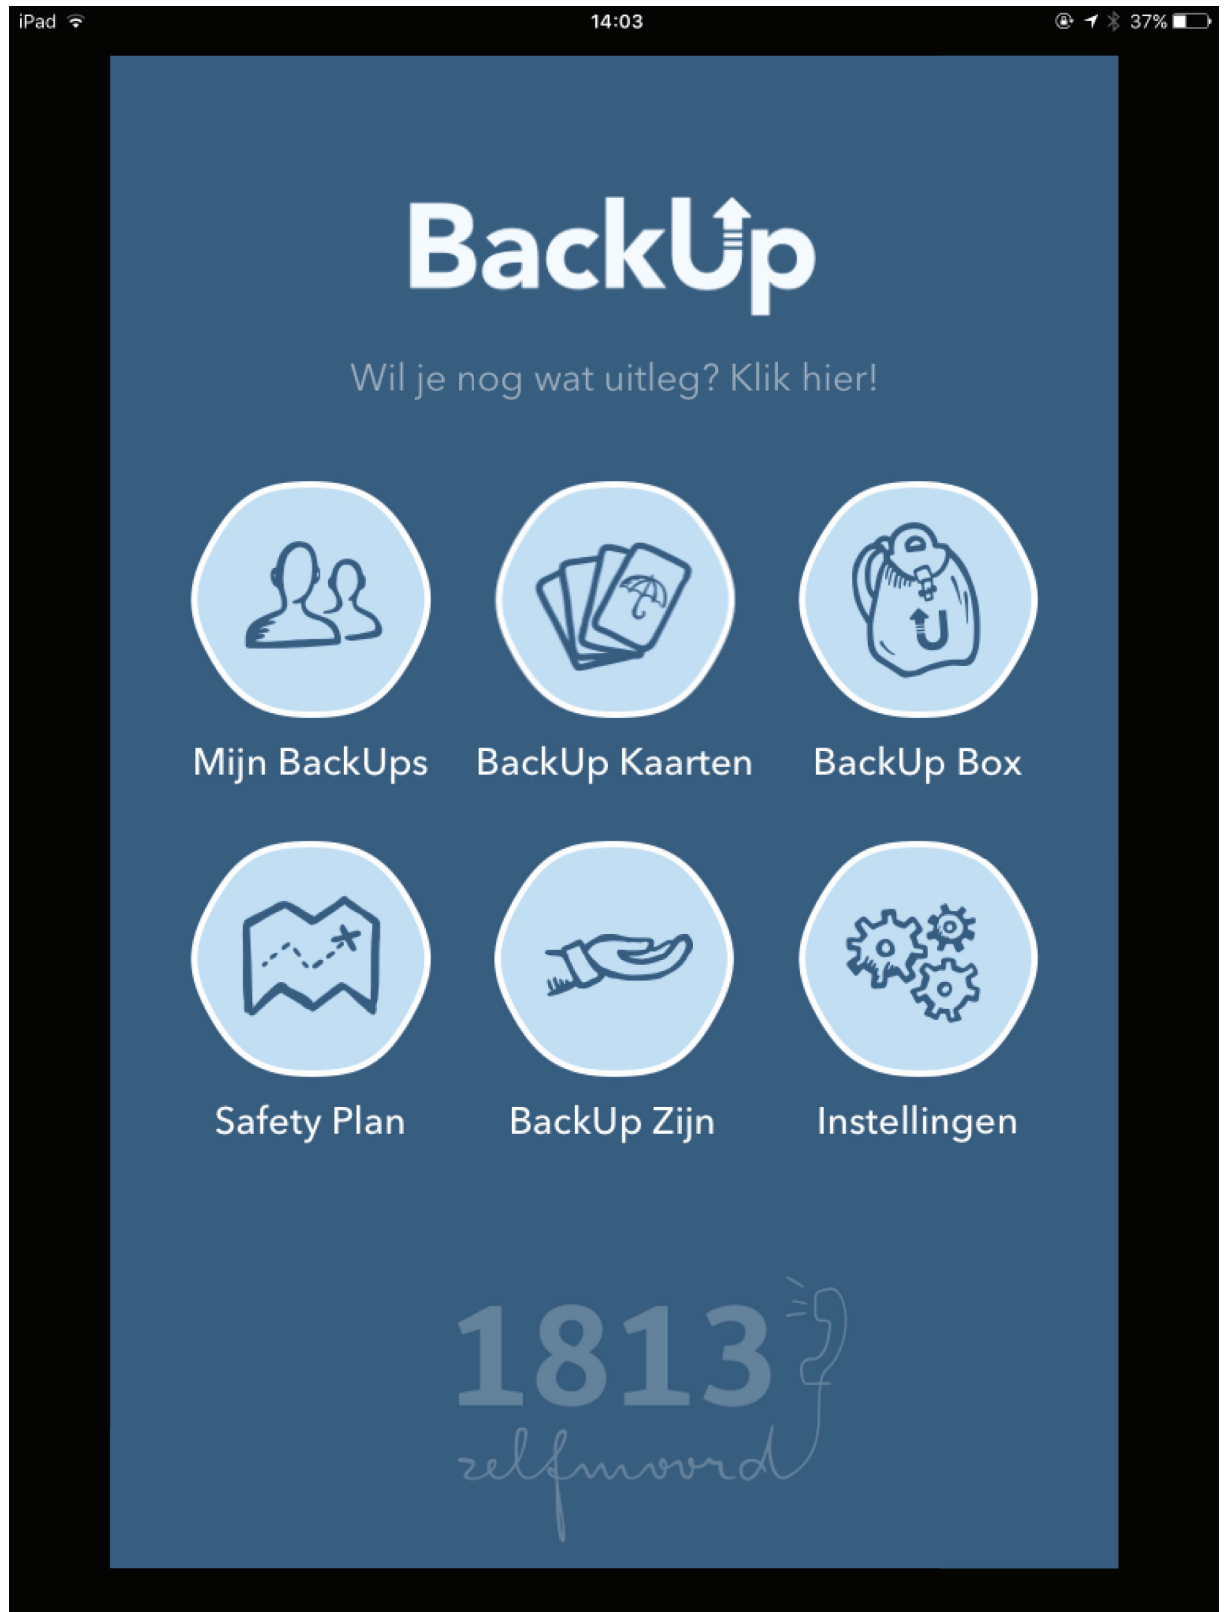 iPad 14:03 37%
BackUp
Wil je nog wat uitleg? Klik hier!
Mijn BackUps BackUp Kaarten BackUp Box
Safety Plan BackUp Zijn Instellingen
1813
zelfmoord